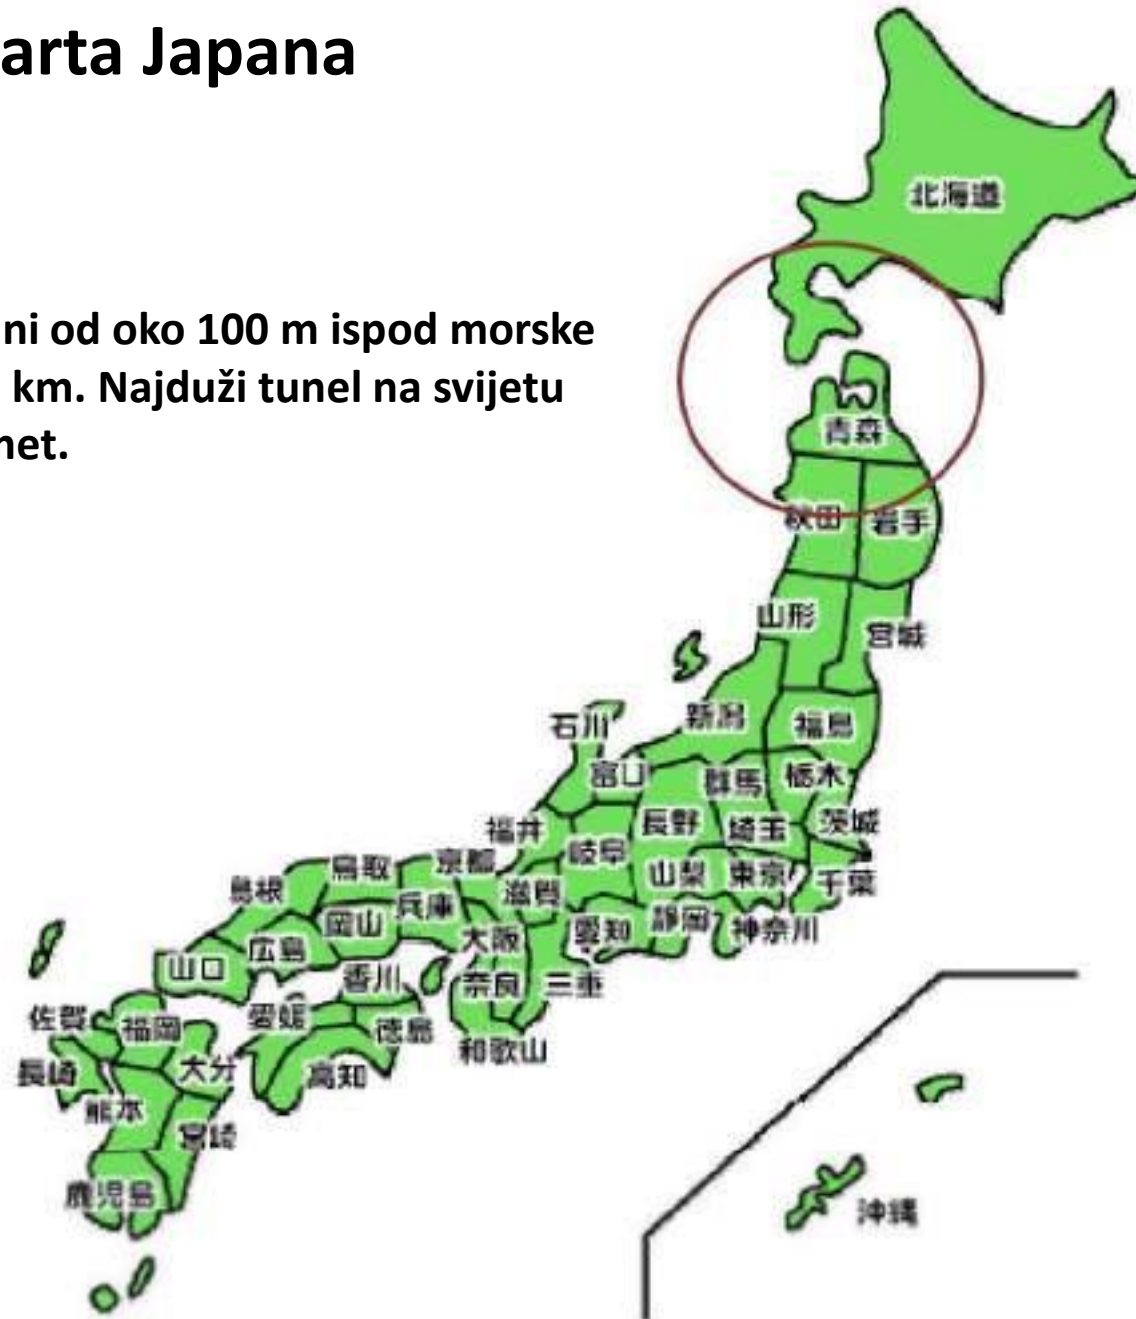 arta Japana
北海道
ni od oko 100 m ispod morske
km. Najduži tunel na svijetu
net.
青森
秋田 岩手
山形
宮城
石川
新潟 福島
富山 群馬 栃木
福井 長野 埼玉 茨城
鳥取 京都 岐阜
島根 滋賀 山梨 東京 千葉
岡山 兵庫
広島 大阪 愛知 静岡 神奈川
山口 香川 奈良 三重
佐賀 福岡 愛媛 徳島
和歌山
長崎 大分 高知
熊本
宮崎
鹿児島
沖縄